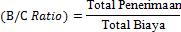 (B/C Ratio) = Total Penerimaan / Total Biaya